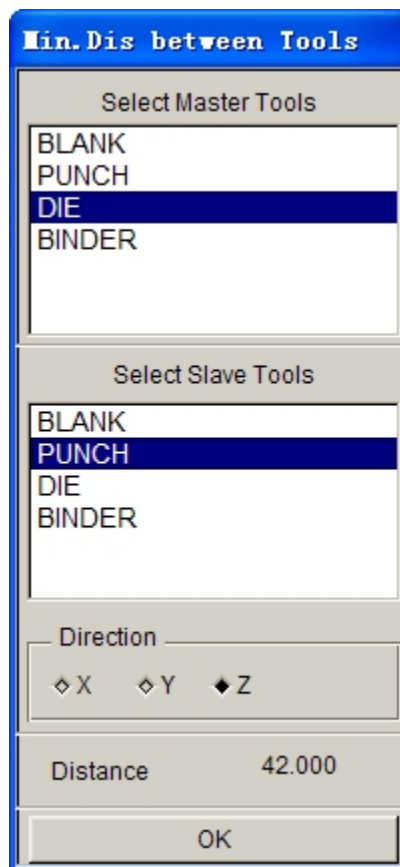 Min.Dis between Tools
Select Master Tools
BLANK
PUNCH
DIE
BINDER
Select Slave Tools
BLANK
PUNCH
DIE
BINDER
Direction
X Y Z
Distance 42.000
OK